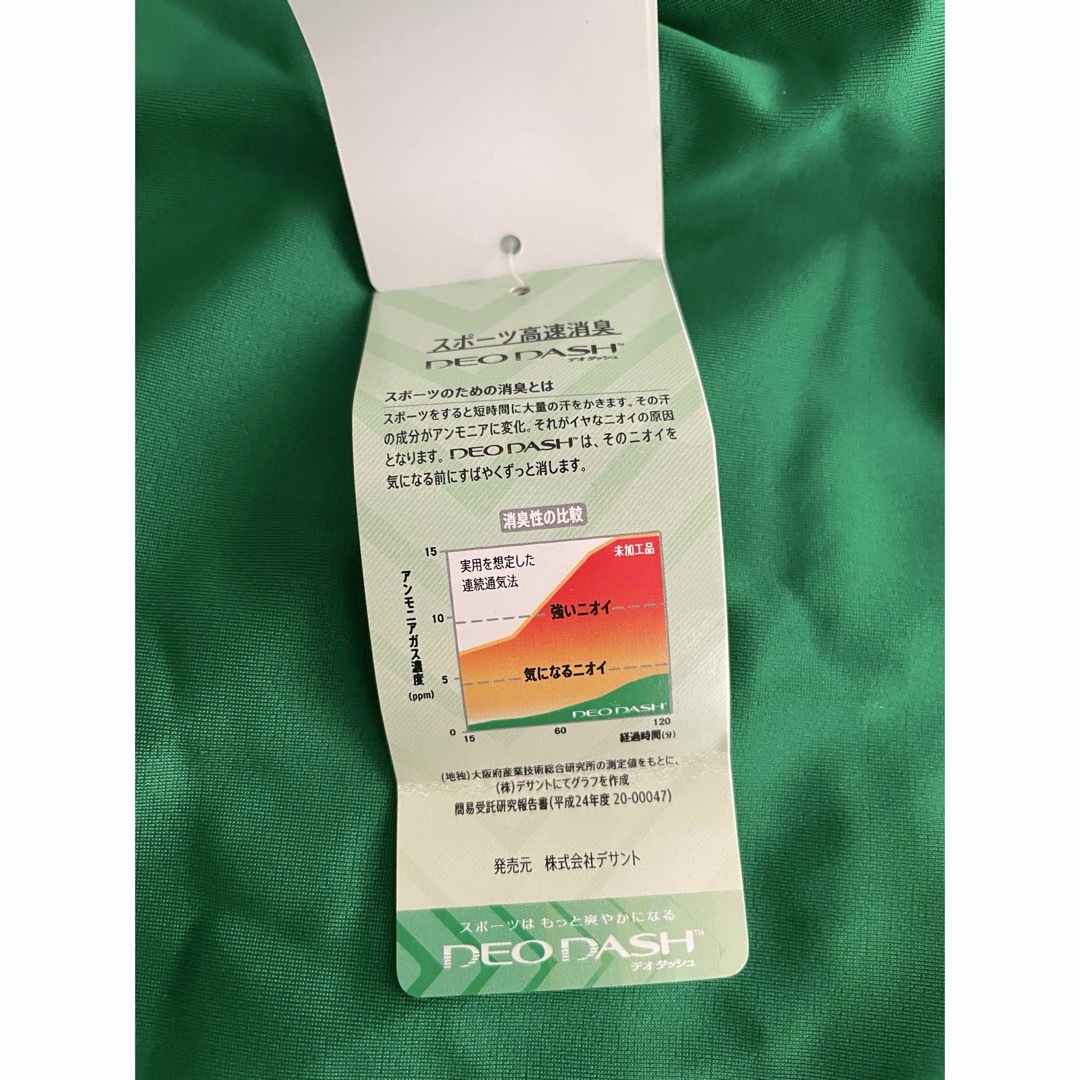 スポーツ高速消臭
DEO DASH™
デオ ダッシュ
スポーツのための消臭とは
スポーツをすると短時間に大量の汗をかきます。その汗
の成分がアンモニアに変化。それがイヤなニオイの原因
となります。DEO DASH™は、そのニオイを
気になる前にすばやくずっと消します。
消臭性の比較
アンモニアガス濃度
(ppm)
15
10
5
0
実用を想定した
連続通気法
未加工品
強いニオイ
気になるニオイ
DEO DASH™
15 60 120
経過時間(分)
(地独)大阪府産業技術総合研究所の測定値をもとに、
(株)デサントにてグラフを作成
簡易受託研究報告書(平成24年度 20-00047)
発売元 株式会社デサント
スポーツは もっと爽やかになる
DEO DASH™
デオ ダッシュ